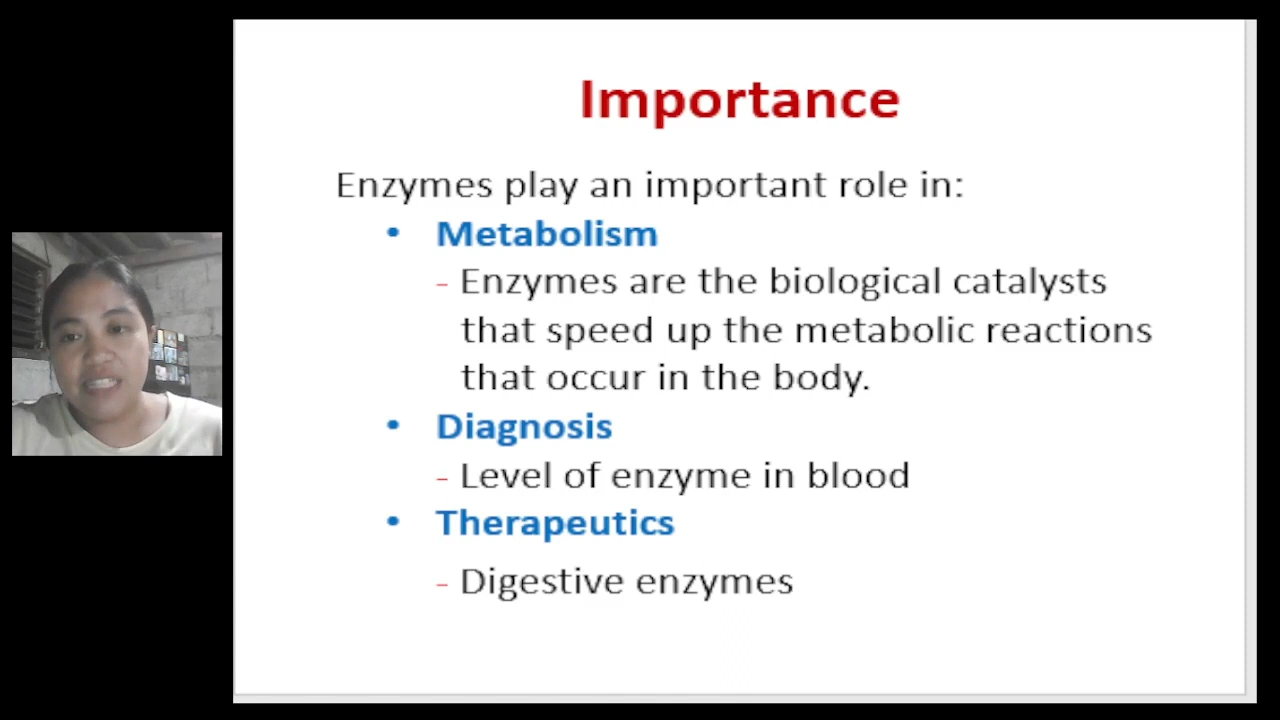 Importance
Enzymes play an important role in:
• Metabolism
- Enzymes are the biological catalysts
that speed up the metabolic reactions
that occur in the body.
• Diagnosis
- Level of enzyme in blood
• Therapeutics
- Digestive enzymes